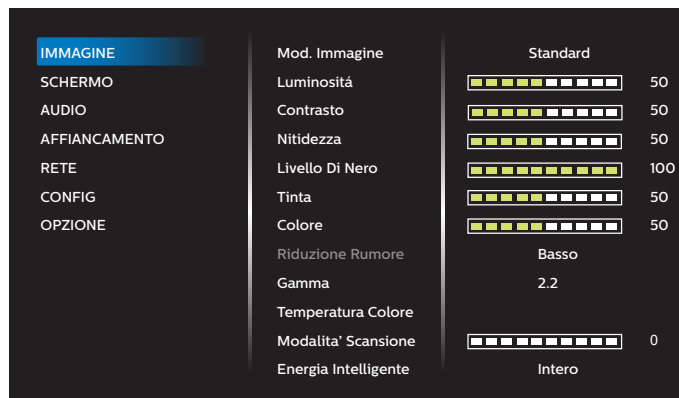 IMMAGINE Mod. Immagine Standard
SCHERMO Luminositá 50
AUDIO Contrasto 50
AFFIANCAMENTO Nitidezza 50
RETE Livello Di Nero 100
CONFIG Tinta 50
OPZIONE Colore 50
Riduzione Rumore Basso
Gamma 2.2
Temperatura Colore
Modalita' Scansione 0
Energia Intelligente Intero